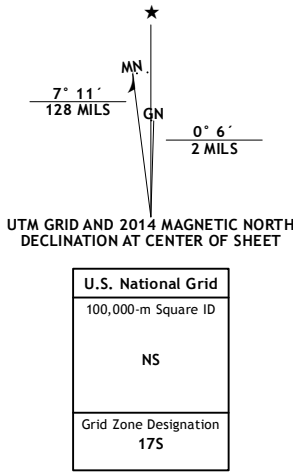 ★
MN
7° 11´
128 MILS
GN
0° 6´
2 MILS
UTM GRID AND 2014 MAGNETIC NORTH
DECLINATION AT CENTER OF SHEET
U.S. National Grid
100,000-m Square ID
NS
Grid Zone Designation
17S